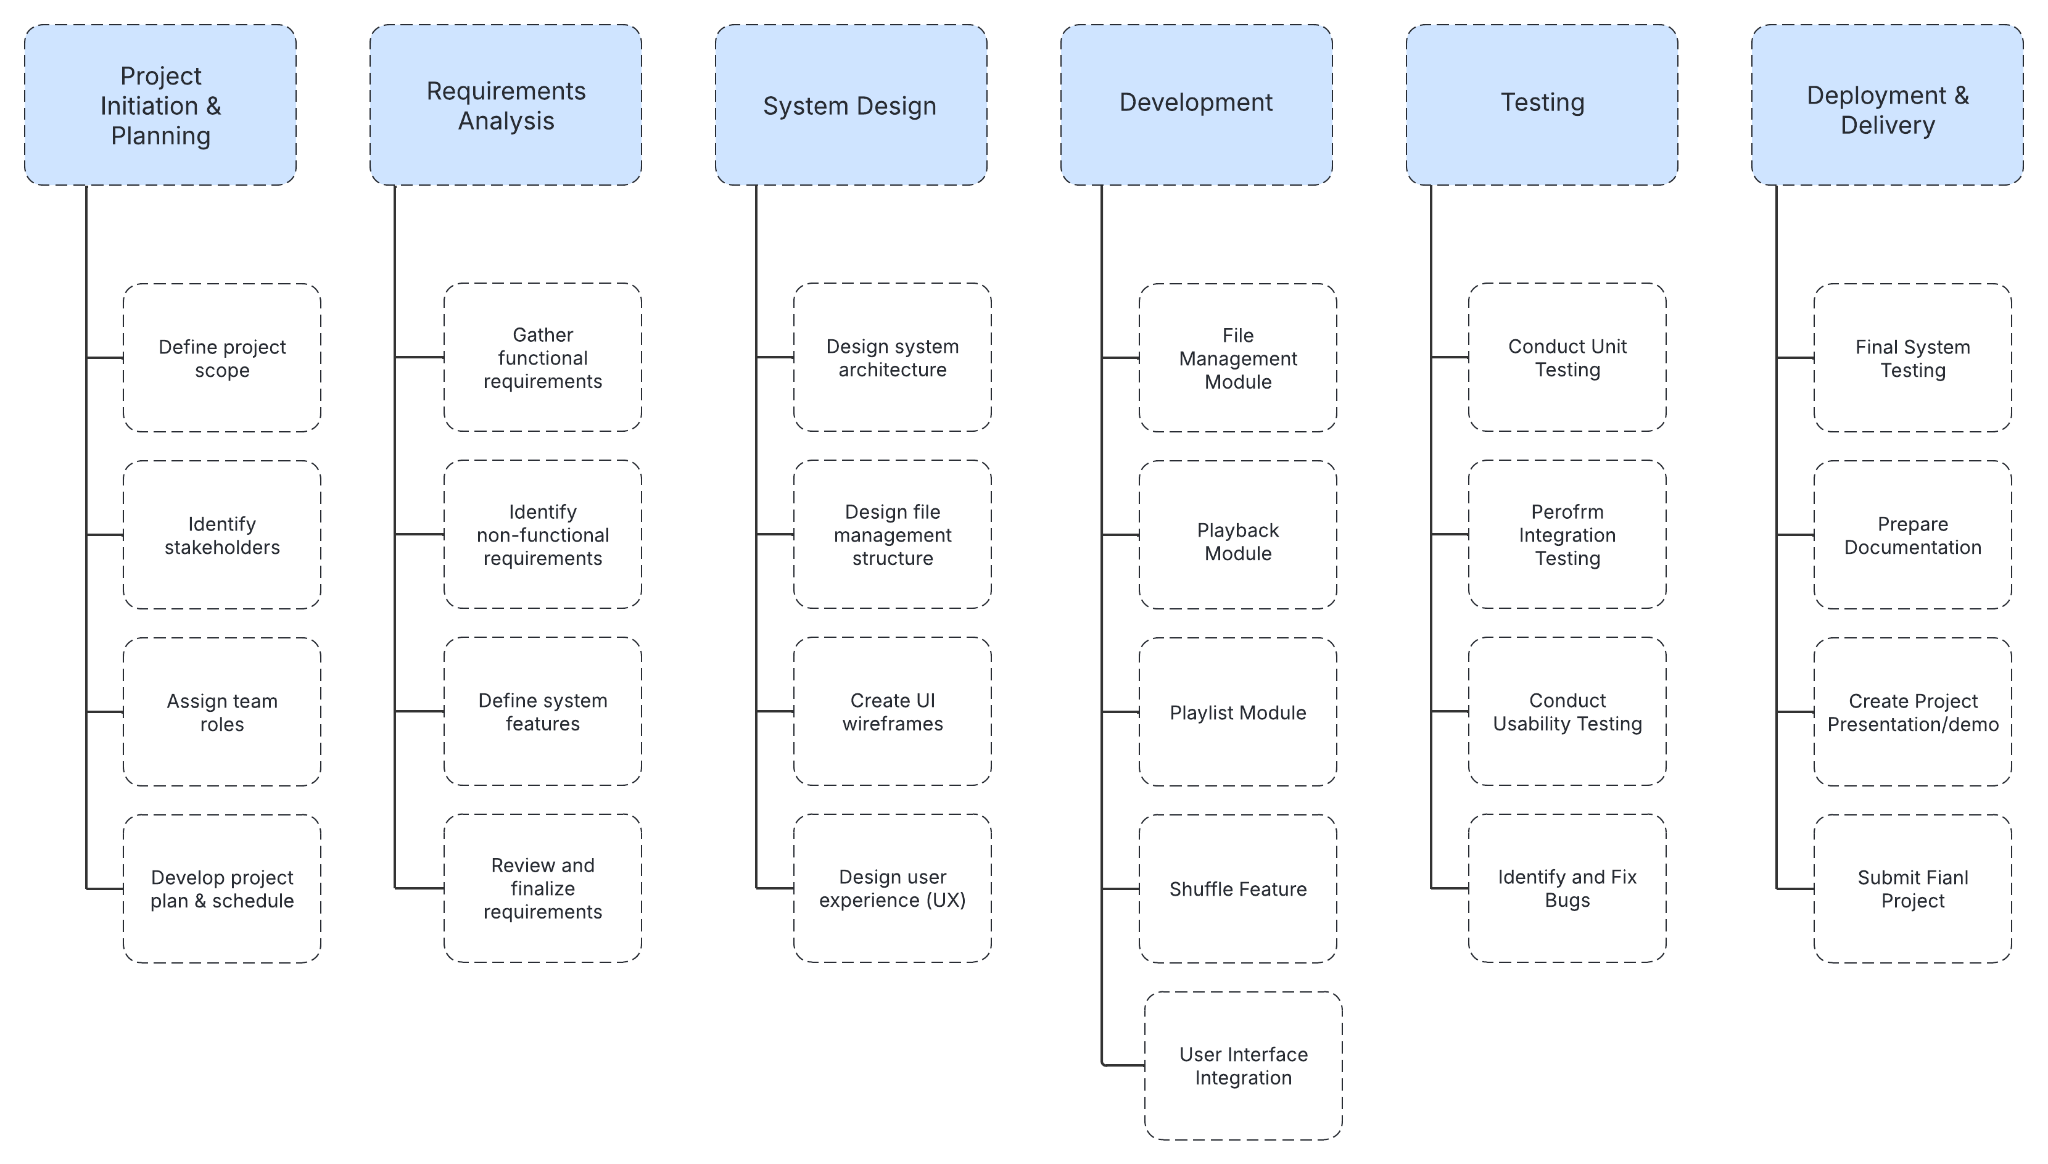 Project
Initiation &
Planning
Define project
scope
Identify
stakeholders
Assign team
roles
Develop project
plan & schedule
Requirements
Analysis
Gather
functional
requirements
Identify
non-functional
requirements
Define system
features
Review and
finalize
requirements
System Design
Design system
architecture
Design file
management
structure
Create UI
wireframes
Design user
experience (UX)
Development
File
Management
Module
Playback
Module
Playlist Module
Shuffle Feature
User Interface
Integration
Testing
Conduct Unit
Testing
Perofrm
Integration
Testing
Conduct
Usability Testing
Identify and Fix
Bugs
Deployment &
Delivery
Final System
Testing
Prepare
Documentation
Create Project
Presentation/demo
Submit Fianl
Project